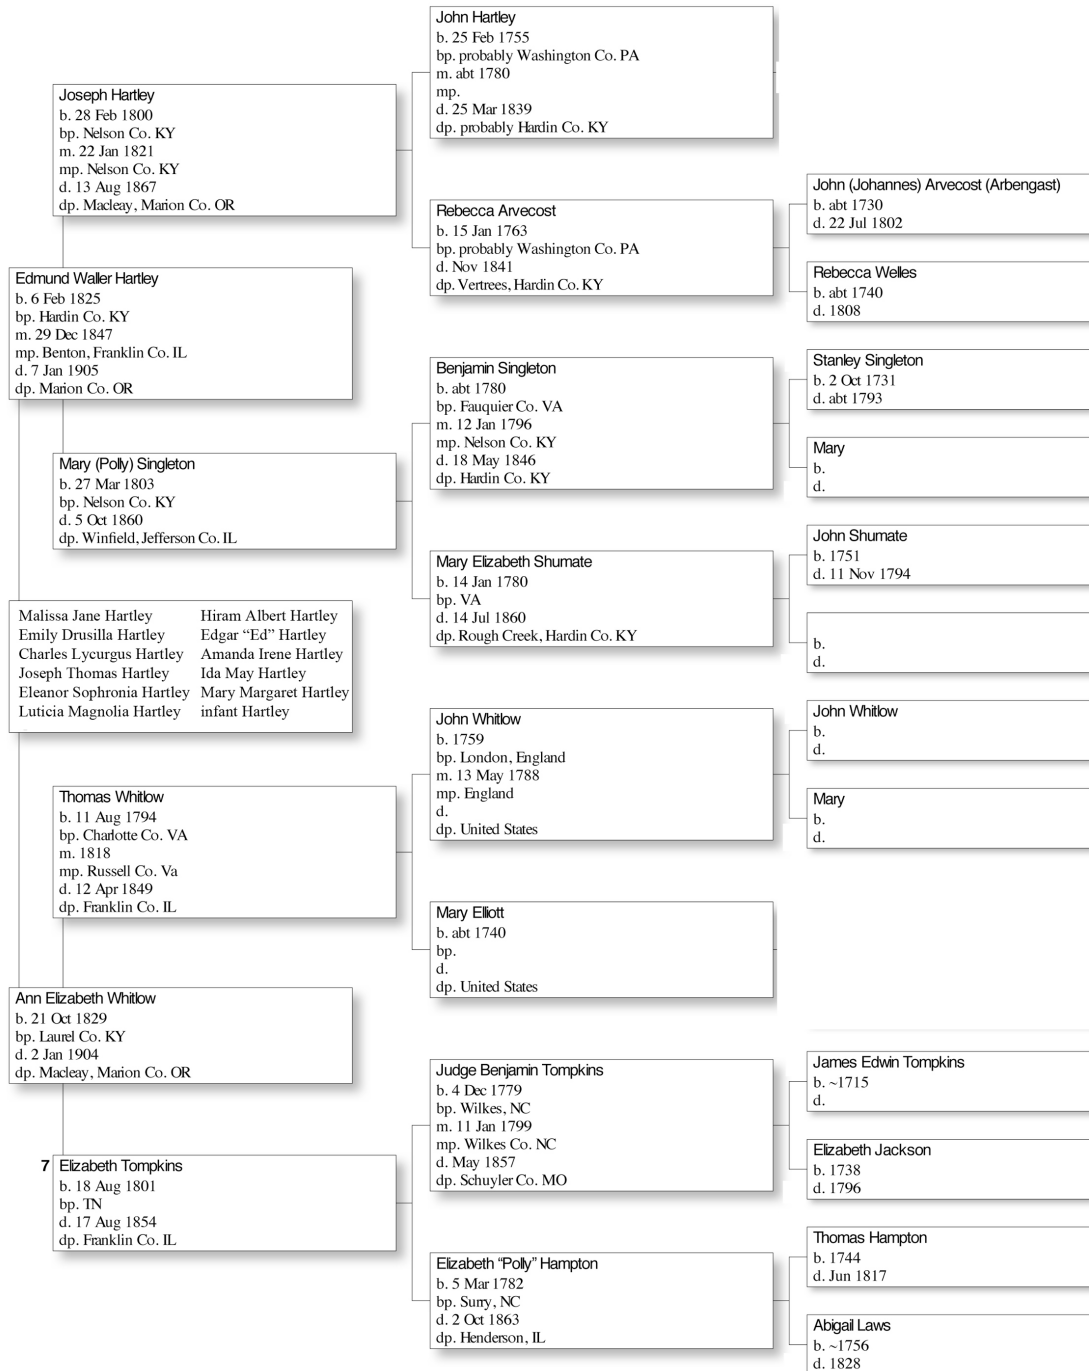 John Hartley
b. 25 Feb 1755
bp. probably Washington Co. PA
m. abt 1780
mp.
d. 25 Mar 1839
dp. probably Hardin Co. KY
Joseph Hartley
b. 28 Feb 1800
bp. Nelson Co. KY
m. 22 Jan 1821
mp. Nelson Co. KY
d. 13 Aug 1867
dp. Macleay, Marion Co. OR
John (Johannes) Arvecost (Arbengast)
b. abt 1730
d. 22 Jul 1802
Rebecca Arvecost
b. 15 Jan 1763
bp. probably Washington Co. PA
d. Nov 1841
dp. Vertrees, Hardin Co. KY
Rebecca Welles
b. abt 1740
d. 1808
Edmund Waller Hartley
b. 6 Feb 1825
bp. Hardin Co. KY
m. 29 Dec 1847
mp. Benton, Franklin Co. IL
d. 7 Jan 1905
dp. Marion Co. OR
Stanley Singleton
b. 2 Oct 1731
d. abt 1793
Benjamin Singleton
b. abt 1780
bp. Fauquier Co. VA
m. 12 Jan 1796
mp. Nelson Co. KY
d. 18 May 1846
dp. Hardin Co. KY
Mary
b.
d.
Mary (Polly) Singleton
b. 27 Mar 1803
bp. Nelson Co. KY
d. 5 Oct 1860
dp. Winfield, Jefferson Co. IL
John Shumate
b. 1751
d. 11 Nov 1794
Mary Elizabeth Shumate
b. 14 Jan 1780
bp. VA
d. 14 Jul 1860
dp. Rough Creek, Hardin Co. KY
b.
d.
Malissa Jane Hartley
Emily Drusilla Hartley
Charles Lycurgus Hartley
Joseph Thomas Hartley
Eleanor Sophronia Hartley
Luticia Magnolia Hartley
Hiram Albert Hartley
Edgar “Ed” Hartley
Amanda Irene Hartley
Ida May Hartley
Mary Margaret Hartley
infant Hartley
John Whitlow
b. 1759
bp. London, England
m. 13 May 1788
mp. England
d.
dp. United States
John Whitlow
b.
d.
Mary
b.
d.
Thomas Whitlow
b. 11 Aug 1794
bp. Charlotte Co. VA
m. 1818
mp. Russell Co. Va
d. 12 Apr 1849
dp. Franklin Co. IL
Mary Elliott
b. abt 1740
bp.
d.
dp. United States
Ann Elizabeth Whitlow
b. 21 Oct 1829
bp. Laurel Co. KY
d. 2 Jan 1904
dp. Macleay, Marion Co. OR
Judge Benjamin Tompkins
b. 4 Dec 1779
bp. Wilkes, NC
m. 11 Jan 1799
mp. Wilkes Co. NC
d. May 1857
dp. Schuyler Co. MO
James Edwin Tompkins
b. ~1715
d.
Elizabeth Jackson
b. 1738
d. 1796
7 Elizabeth Tompkins
b. 18 Aug 1801
bp. TN
d. 17 Aug 1854
dp. Franklin Co. IL
Thomas Hampton
b. 1744
d. Jun 1817
Elizabeth “Polly” Hampton
b. 5 Mar 1782
bp. Surry, NC
d. 2 Oct 1863
dp. Henderson, IL
Abigail Laws
b. ~1756
d. 1828